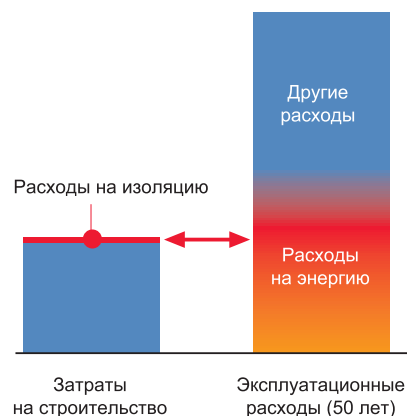 Другие
расходы
Расходы на изоляцию
Расходы
на энергию
Затраты
на строительство
Эксплуатационные
расходы (50 лет)